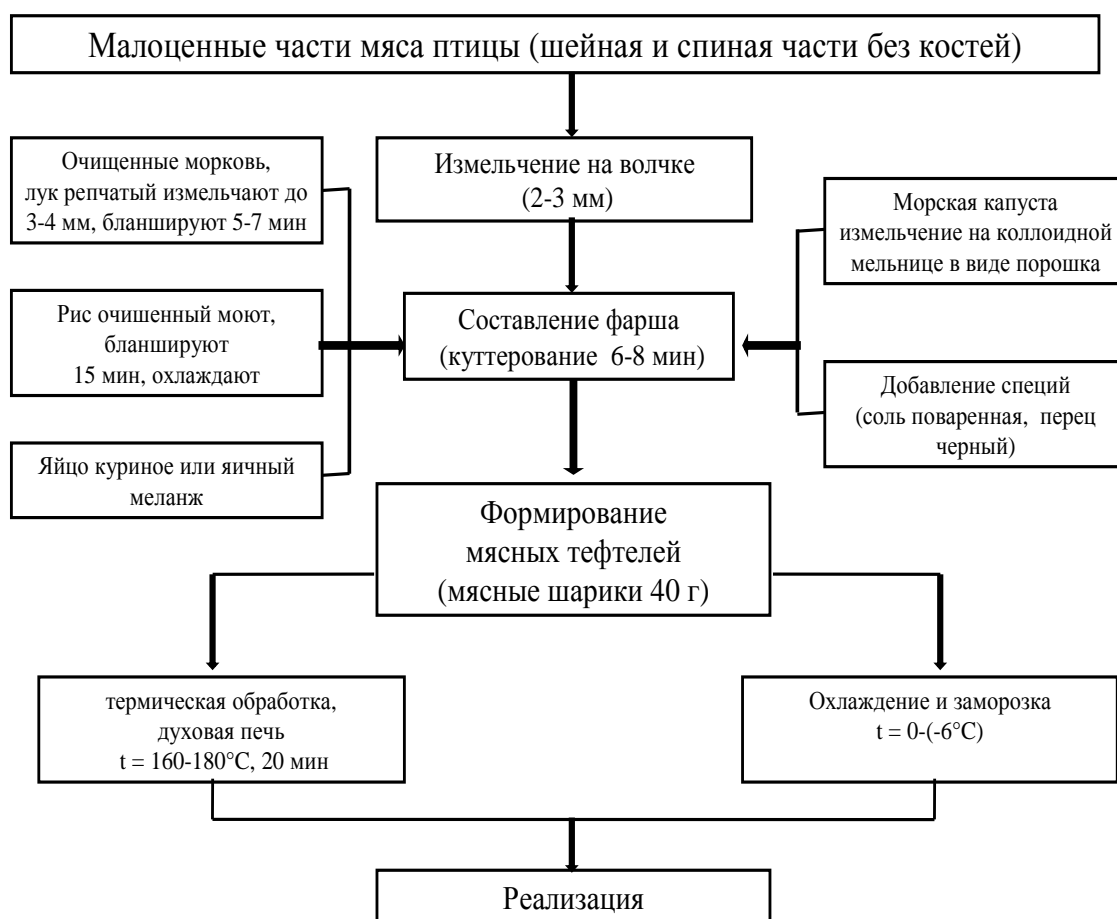 Малоценные части мяса птицы (шейная и спиная части без костей)
Очищенные морковь,
лук репчатый измельчают до
3-4 мм, бланшируют 5-7 мин
Измельчение на волчке
(2-3 мм)
Морская капуста
измельчение на коллоидной
мельнице в виде порошка
Рис очишенный моют,
бланшируют
15 мин, охлаждают
Составление фарша
(куттерование 6-8 мин)
Добавление специй
(соль поваренная, перец
черный)
Яйцо куриное или яичный
меланж
Формирование
мясных тефтелей
(мясные шарики 40 г)
термическая обработка,
духовая печь
t = 160-180°C, 20 мин
Охлаждение и заморозка
t = 0-(-6°C)
Реализация